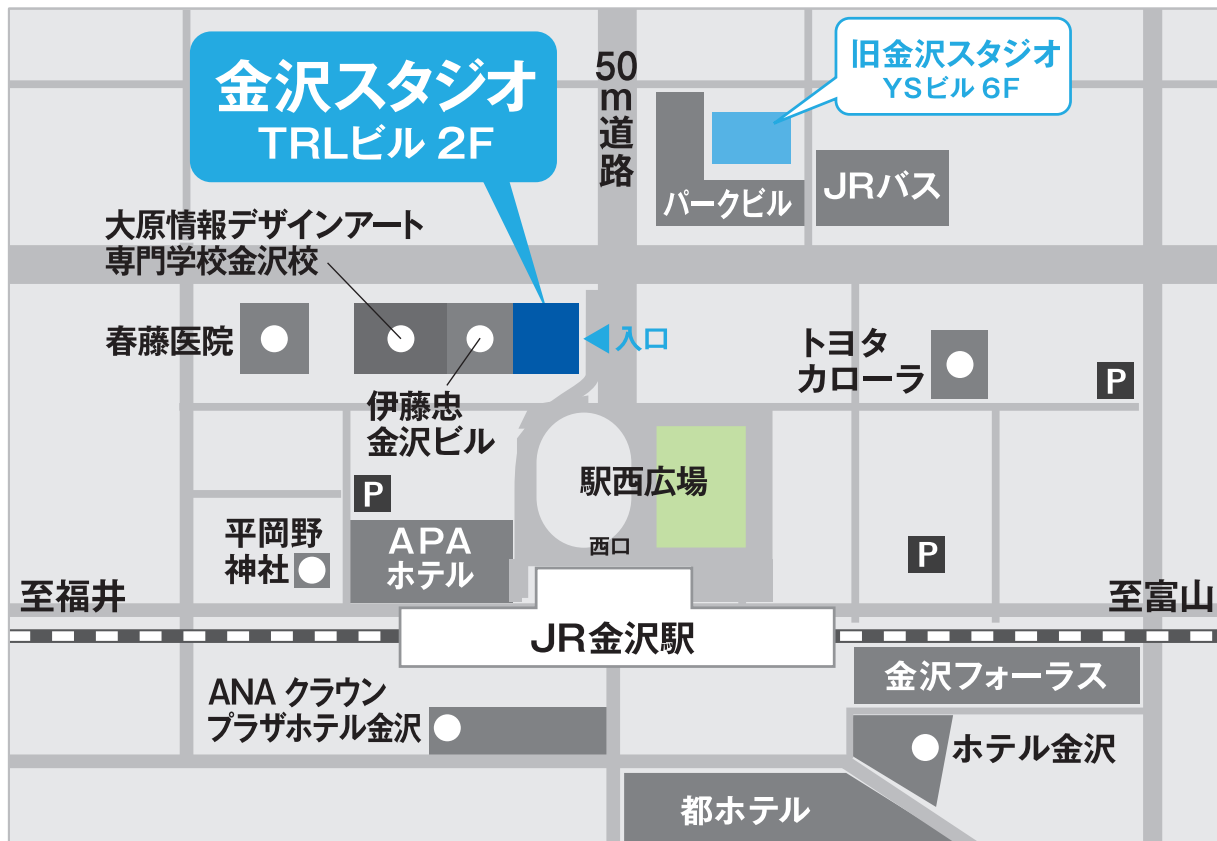 金沢スタジオ
TRLビル 2F
50m道路
旧金沢スタジオ
YSビル 6F
パークビル
JRバス
大原情報デザインアート
専門学校金沢校
春藤医院
入口
トヨタ
カローラ
P
伊藤忠
金沢ビル
P
駅西広場
平岡野
神社
APA
ホテル
西口
P
至福井
至富山
JR金沢駅
金沢フォーラス
ANA クラウン
プラザホテル金沢
ホテル金沢
都ホテル